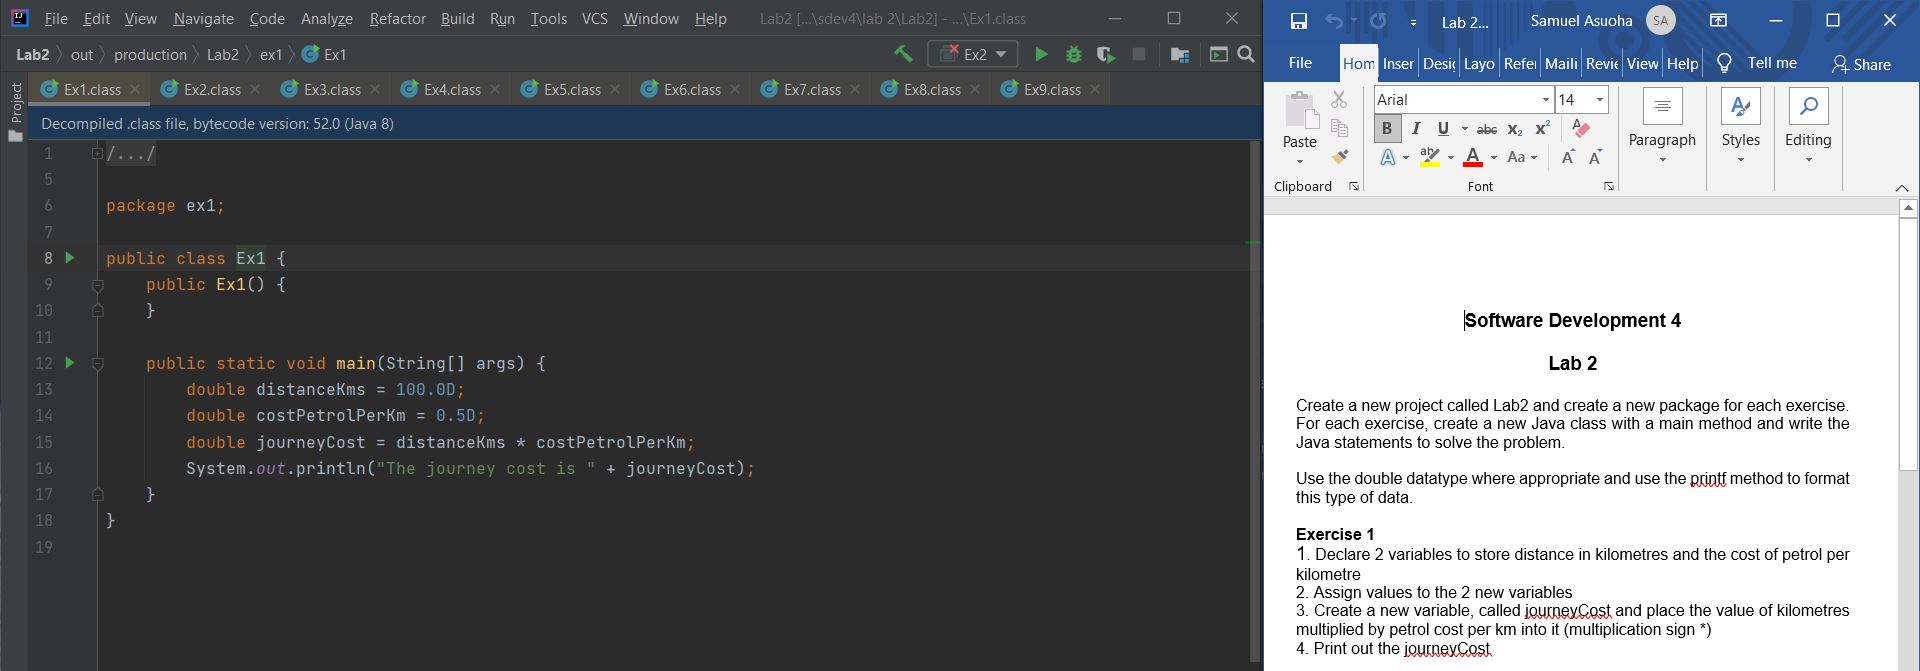 File Edit View Navigate Code Analyze Refactor Build Run Tools VCS Window Help Lab2 [...\sdev4\lab 2\Lab2] - ...\Ex1.class
Lab2 out production Lab2 ex1 Ex1 Ex2
Ex1.class Ex2.class Ex3.class Ex4.class Ex5.class Ex6.class Ex7.class Ex8.class Ex9.class
Project
Decompiled .class file, bytecode version: 52.0 (Java 8)
1 /.../
5
6 package ex1;
7
8 public class Ex1 {
9 public Ex1() {
10 }
11
12 public static void main(String[] args) {
13 double distanceKms = 100.0D;
14 double costPetrolPerKm = 0.5D;
15 double journeyCost = distanceKms * costPetrolPerKm;
16 System.out.println("The journey cost is " + journeyCost);
17 }
18 }
19
Lab 2... Samuel Asuoha SA
File Hom Inser Desig Layo Refer Maili Revie View Help Tell me Share
Arial 14
Paste
B I U abc x₂ x²
A ab A Aa A A
Paragraph Styles Editing
Clipboard Font
Software Development 4
Lab 2
Create a new project called Lab2 and create a new package for each exercise.
For each exercise, create a new Java class with a main method and write the
Java statements to solve the problem.
Use the double datatype where appropriate and use the printf method to format
this type of data.
Exercise 1
1. Declare 2 variables to store distance in kilometres and the cost of petrol per
kilometre
2. Assign values to the 2 new variables
3. Create a new variable, called journeyCost and place the value of kilometres
multiplied by petrol cost per km into it (multiplication sign *)
4. Print out the journeyCost